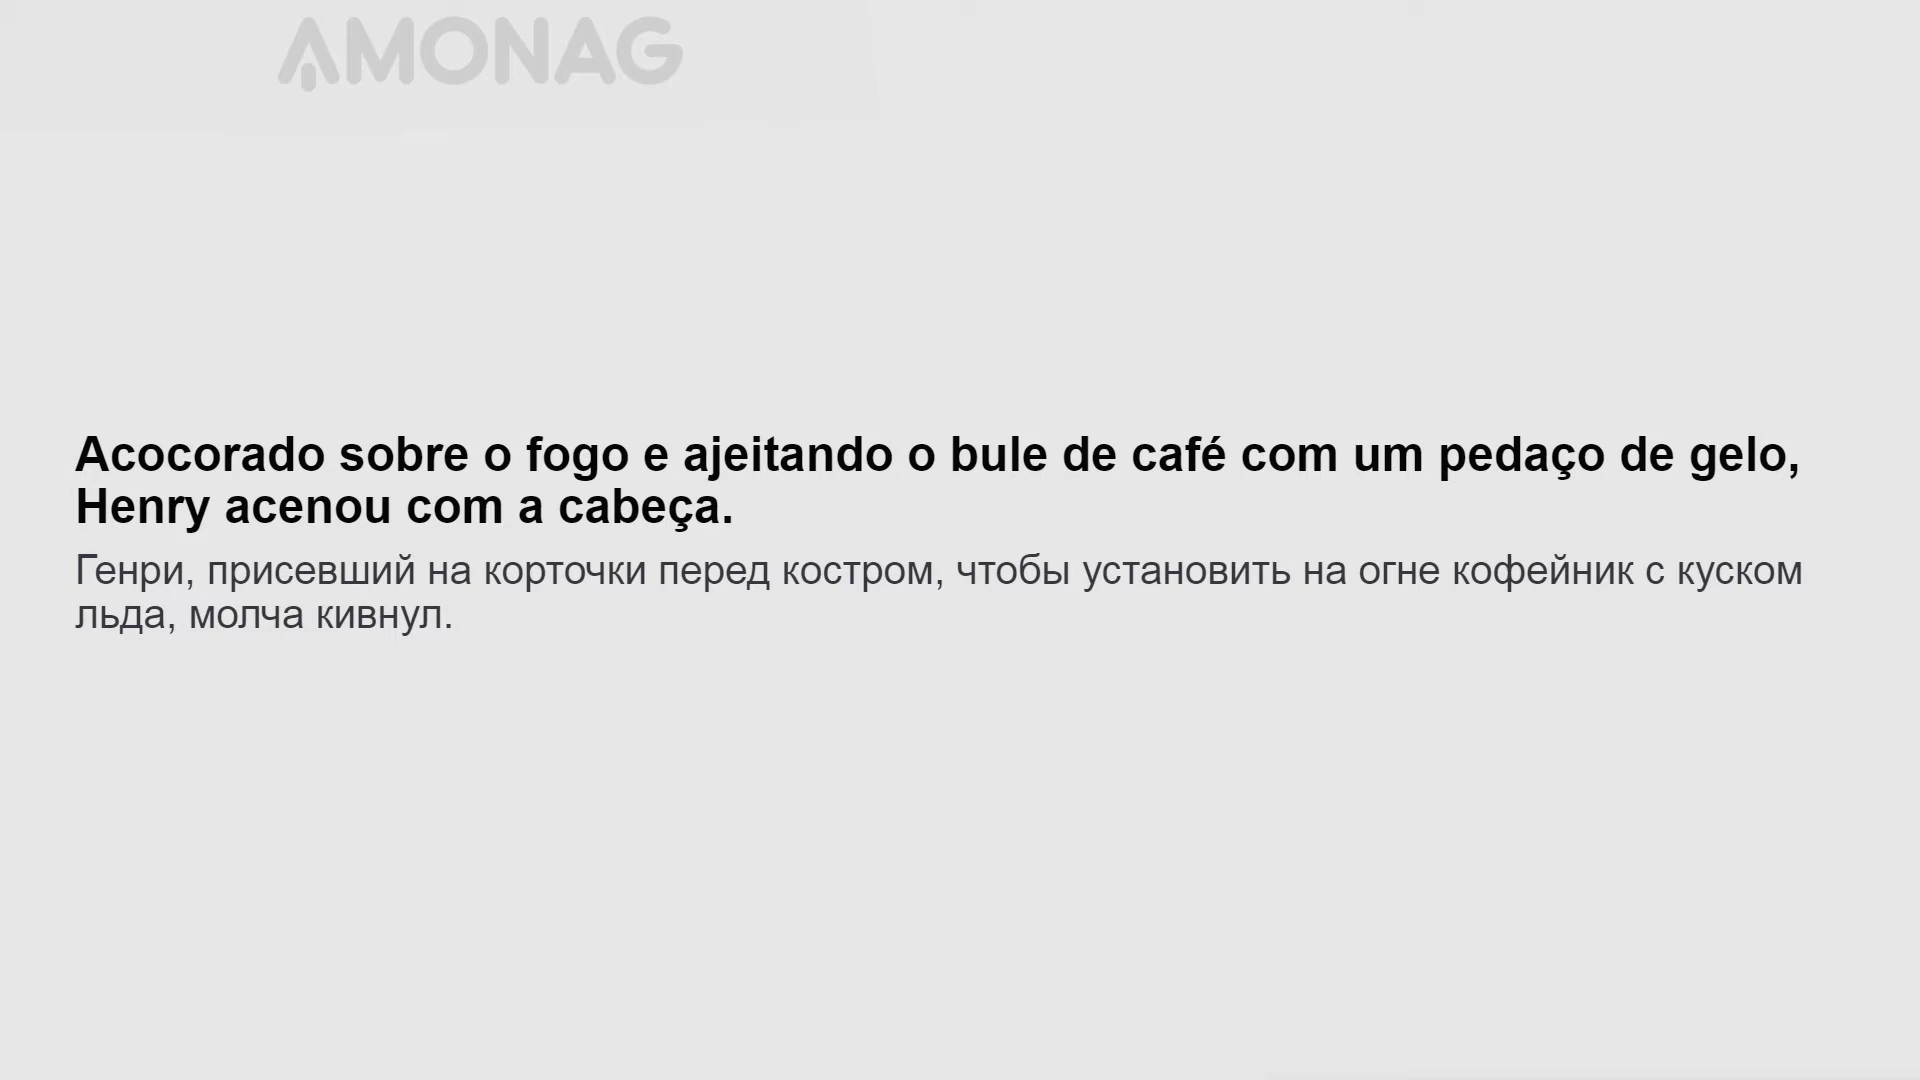 AMONAG
Acocorado sobre o fogo e ajeitando o bule de café com um pedaço de gelo,
Henry acenou com a cabeça.
Генри, присевший на корточки перед костром, чтобы установить на огне кофейник с куском
льда, молча кивнул.